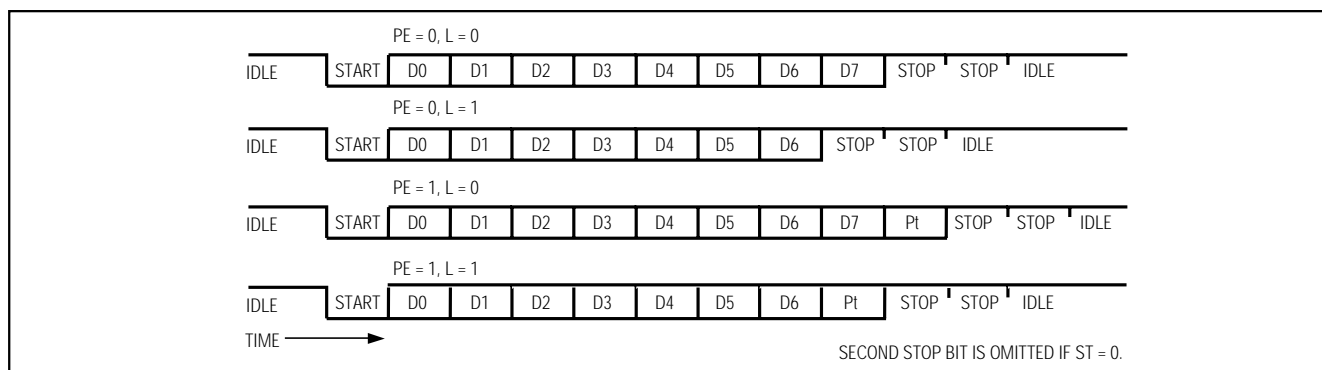 PE = 0, L = 0
IDLE START D0 D1 D2 D3 D4 D5 D6 D7 STOP STOP IDLE
PE = 0, L = 1
IDLE START D0 D1 D2 D3 D4 D5 D6 STOP STOP IDLE
PE = 1, L = 0
IDLE START D0 D1 D2 D3 D4 D5 D6 D7 Pt STOP STOP IDLE
PE = 1, L = 1
IDLE START D0 D1 D2 D3 D4 D5 D6 Pt STOP STOP IDLE
TIME
SECOND STOP BIT IS OMITTED IF ST = 0.